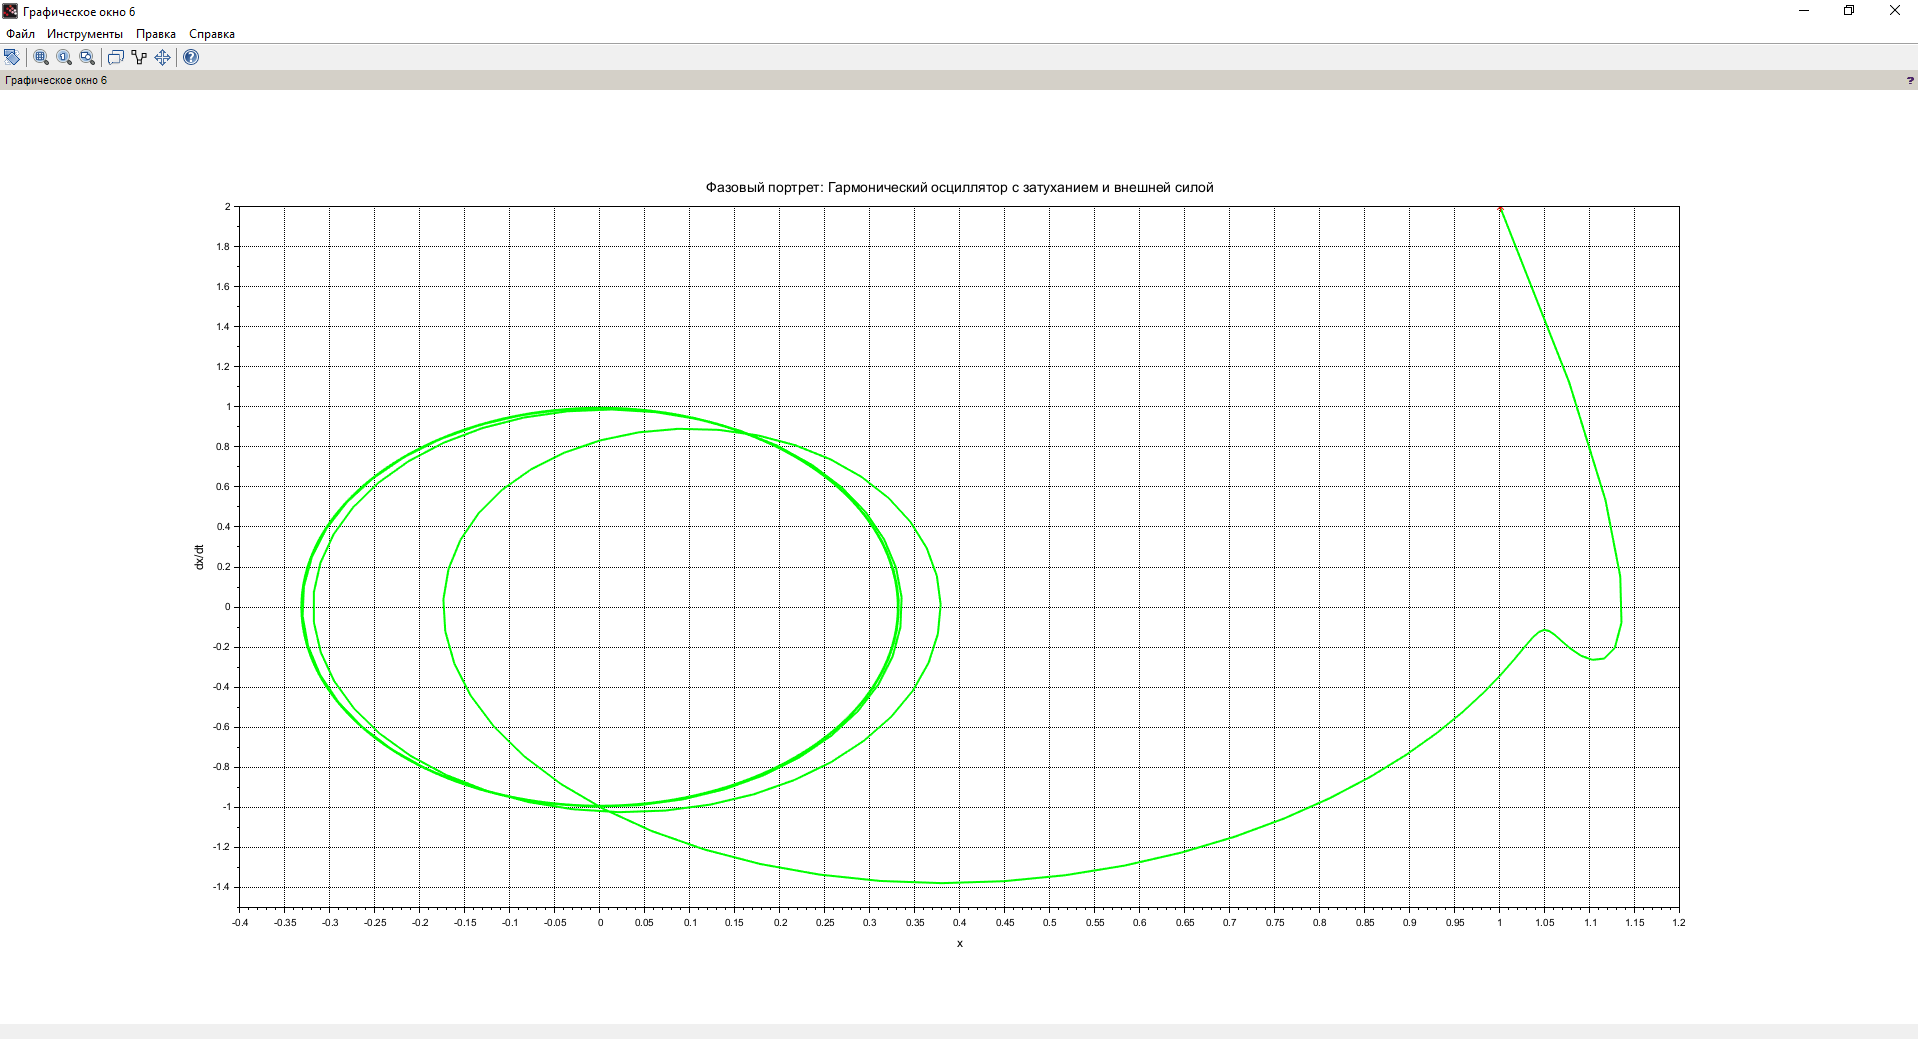 Графическое окно 6
Файл Инструменты Правка Справка
Графическое окно 6 ?
Фазовый портрет: Гармонический осциллятор с затуханием и внешней силой
2
1.8
1.6
1.4
1.2
1
0.8
0.6
0.4
0.2
0
-0.2
-0.4
-0.6
-0.8
-1
-1.2
-1.4
dx/dt
-0.4 -0.35 -0.3 -0.25 -0.2 -0.15 -0.1 -0.05 0 0.05 0.1 0.15 0.2 0.25 0.3 0.35 0.4 0.45 0.5 0.55 0.6 0.65 0.7 0.75 0.8 0.85 0.9 0.95 1 1.05 1.1 1.15 1.2
x